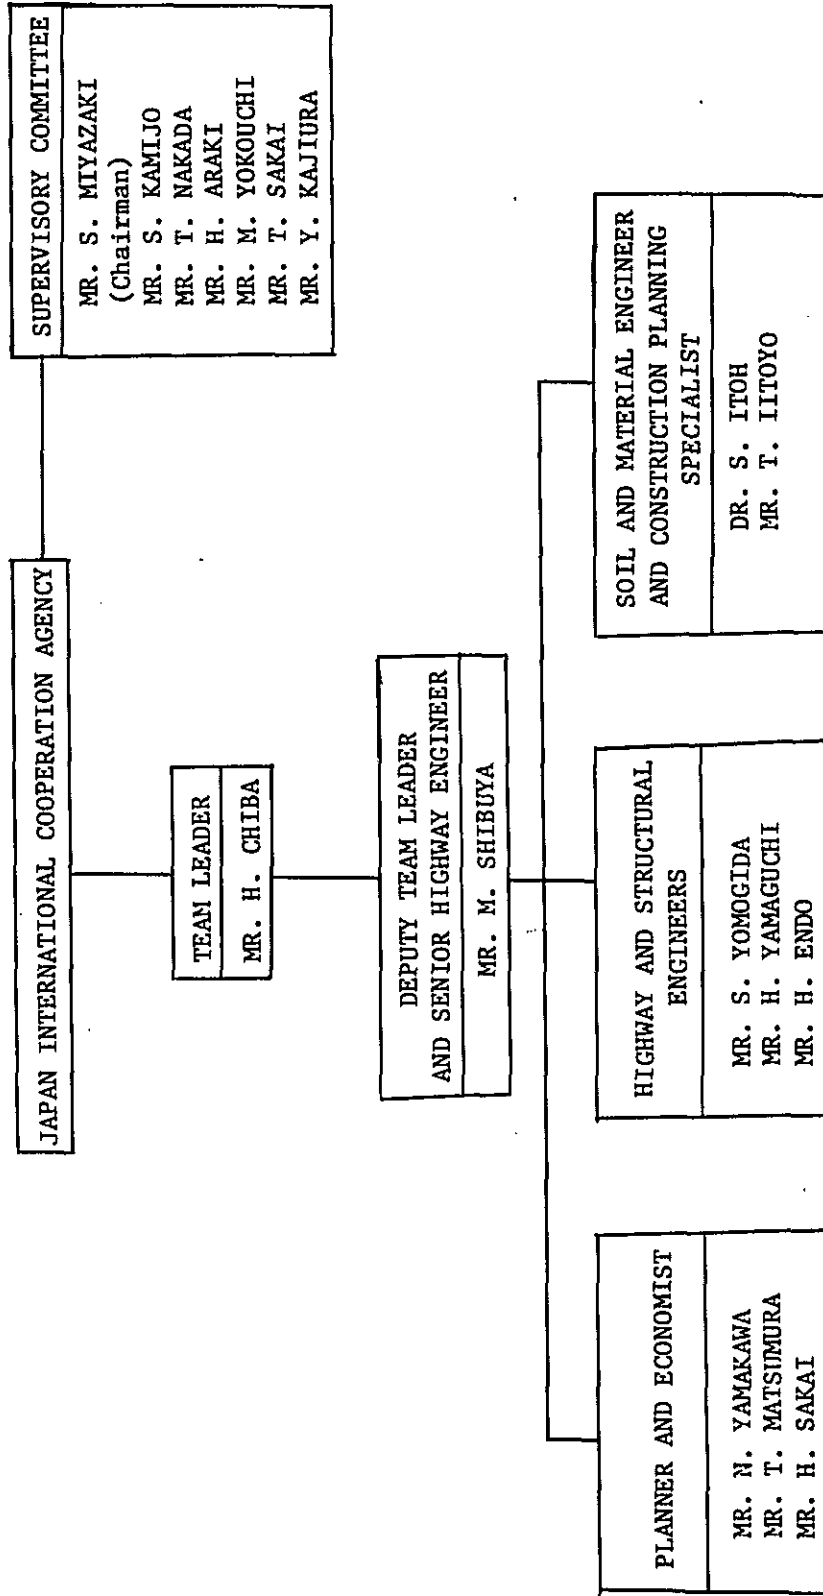 JAPAN INTERNATIONAL COOPERATION AGENCY
SUPERVISORY COMMITTEE
MR. S. MIYAZAKI
(Chairman)
MR. S. KAMIJO
MR. T. NAKADA
MR. H. ARAKI
MR. M. YOKOUCHI
MR. T. SAKAI
MR. Y. KAJIURA
TEAM LEADER
MR. H. CHIBA
DEPUTY TEAM LEADER
AND SENIOR HIGHWAY ENGINEER
MR. M. SHIBUYA
PLANNER AND ECONOMIST
MR. N. YAMAKAWA
MR. T. MATSUMURA
MR. H. SAKAI
HIGHWAY AND STRUCTURAL
ENGINEERS
MR. S. YOMOGIDA
MR. H. YAMAGUCHI
MR. H. ENDO
SOIL AND MATERIAL ENGINEER
AND CONSTRUCTION PLANNING
SPECIALIST
DR. S. ITOH
MR. T. IITOYO